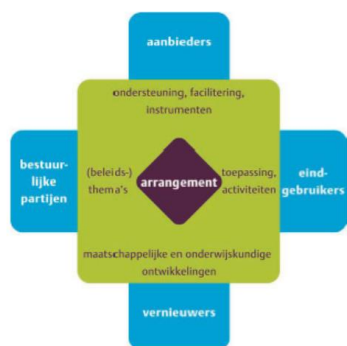 aanbieders
ondersteuning, facilitering,
instrumenten
bestuur-
lijke
partijen
(beleids-)
thema's
arrangement
toepassing,
activiteiten
eind-
gebruikers
maatschappelijke en onderwijskundige
ontwikkelingen
vernieuwers